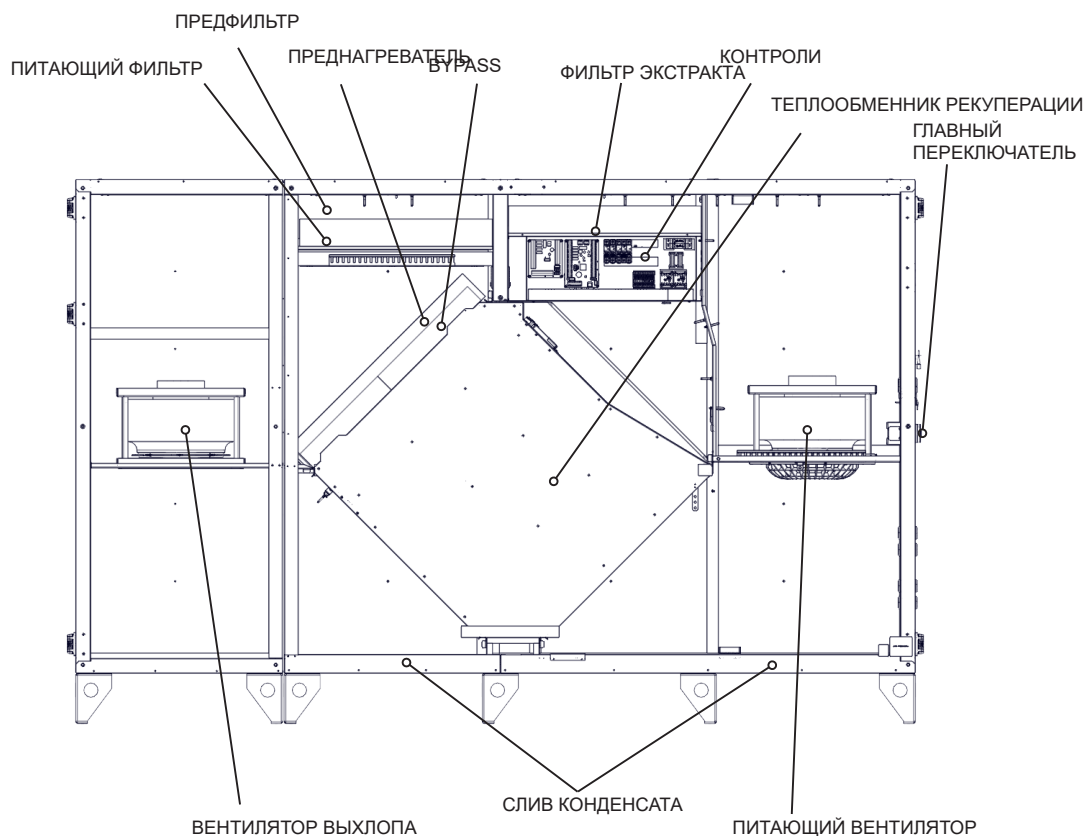 ПРЕДФИЛЬТР
ПИТАЮЩИЙ ФИЛЬТР
ПРЕДНАГРЕВАТЕЛЬ
BYPASS
ФИЛЬТР ЭКСТРАКТА
КОНТРОЛИ
ТЕПЛООБМЕННИК РЕКУПЕРАЦИИ
ГЛАВНЫЙ
ПЕРЕКЛЮЧАТЕЛЬ
СЛИВ КОНДЕНСАТА
ВЕНТИЛЯТОР ВЫХЛОПА
ПИТАЮЩИЙ ВЕНТИЛЯТОР